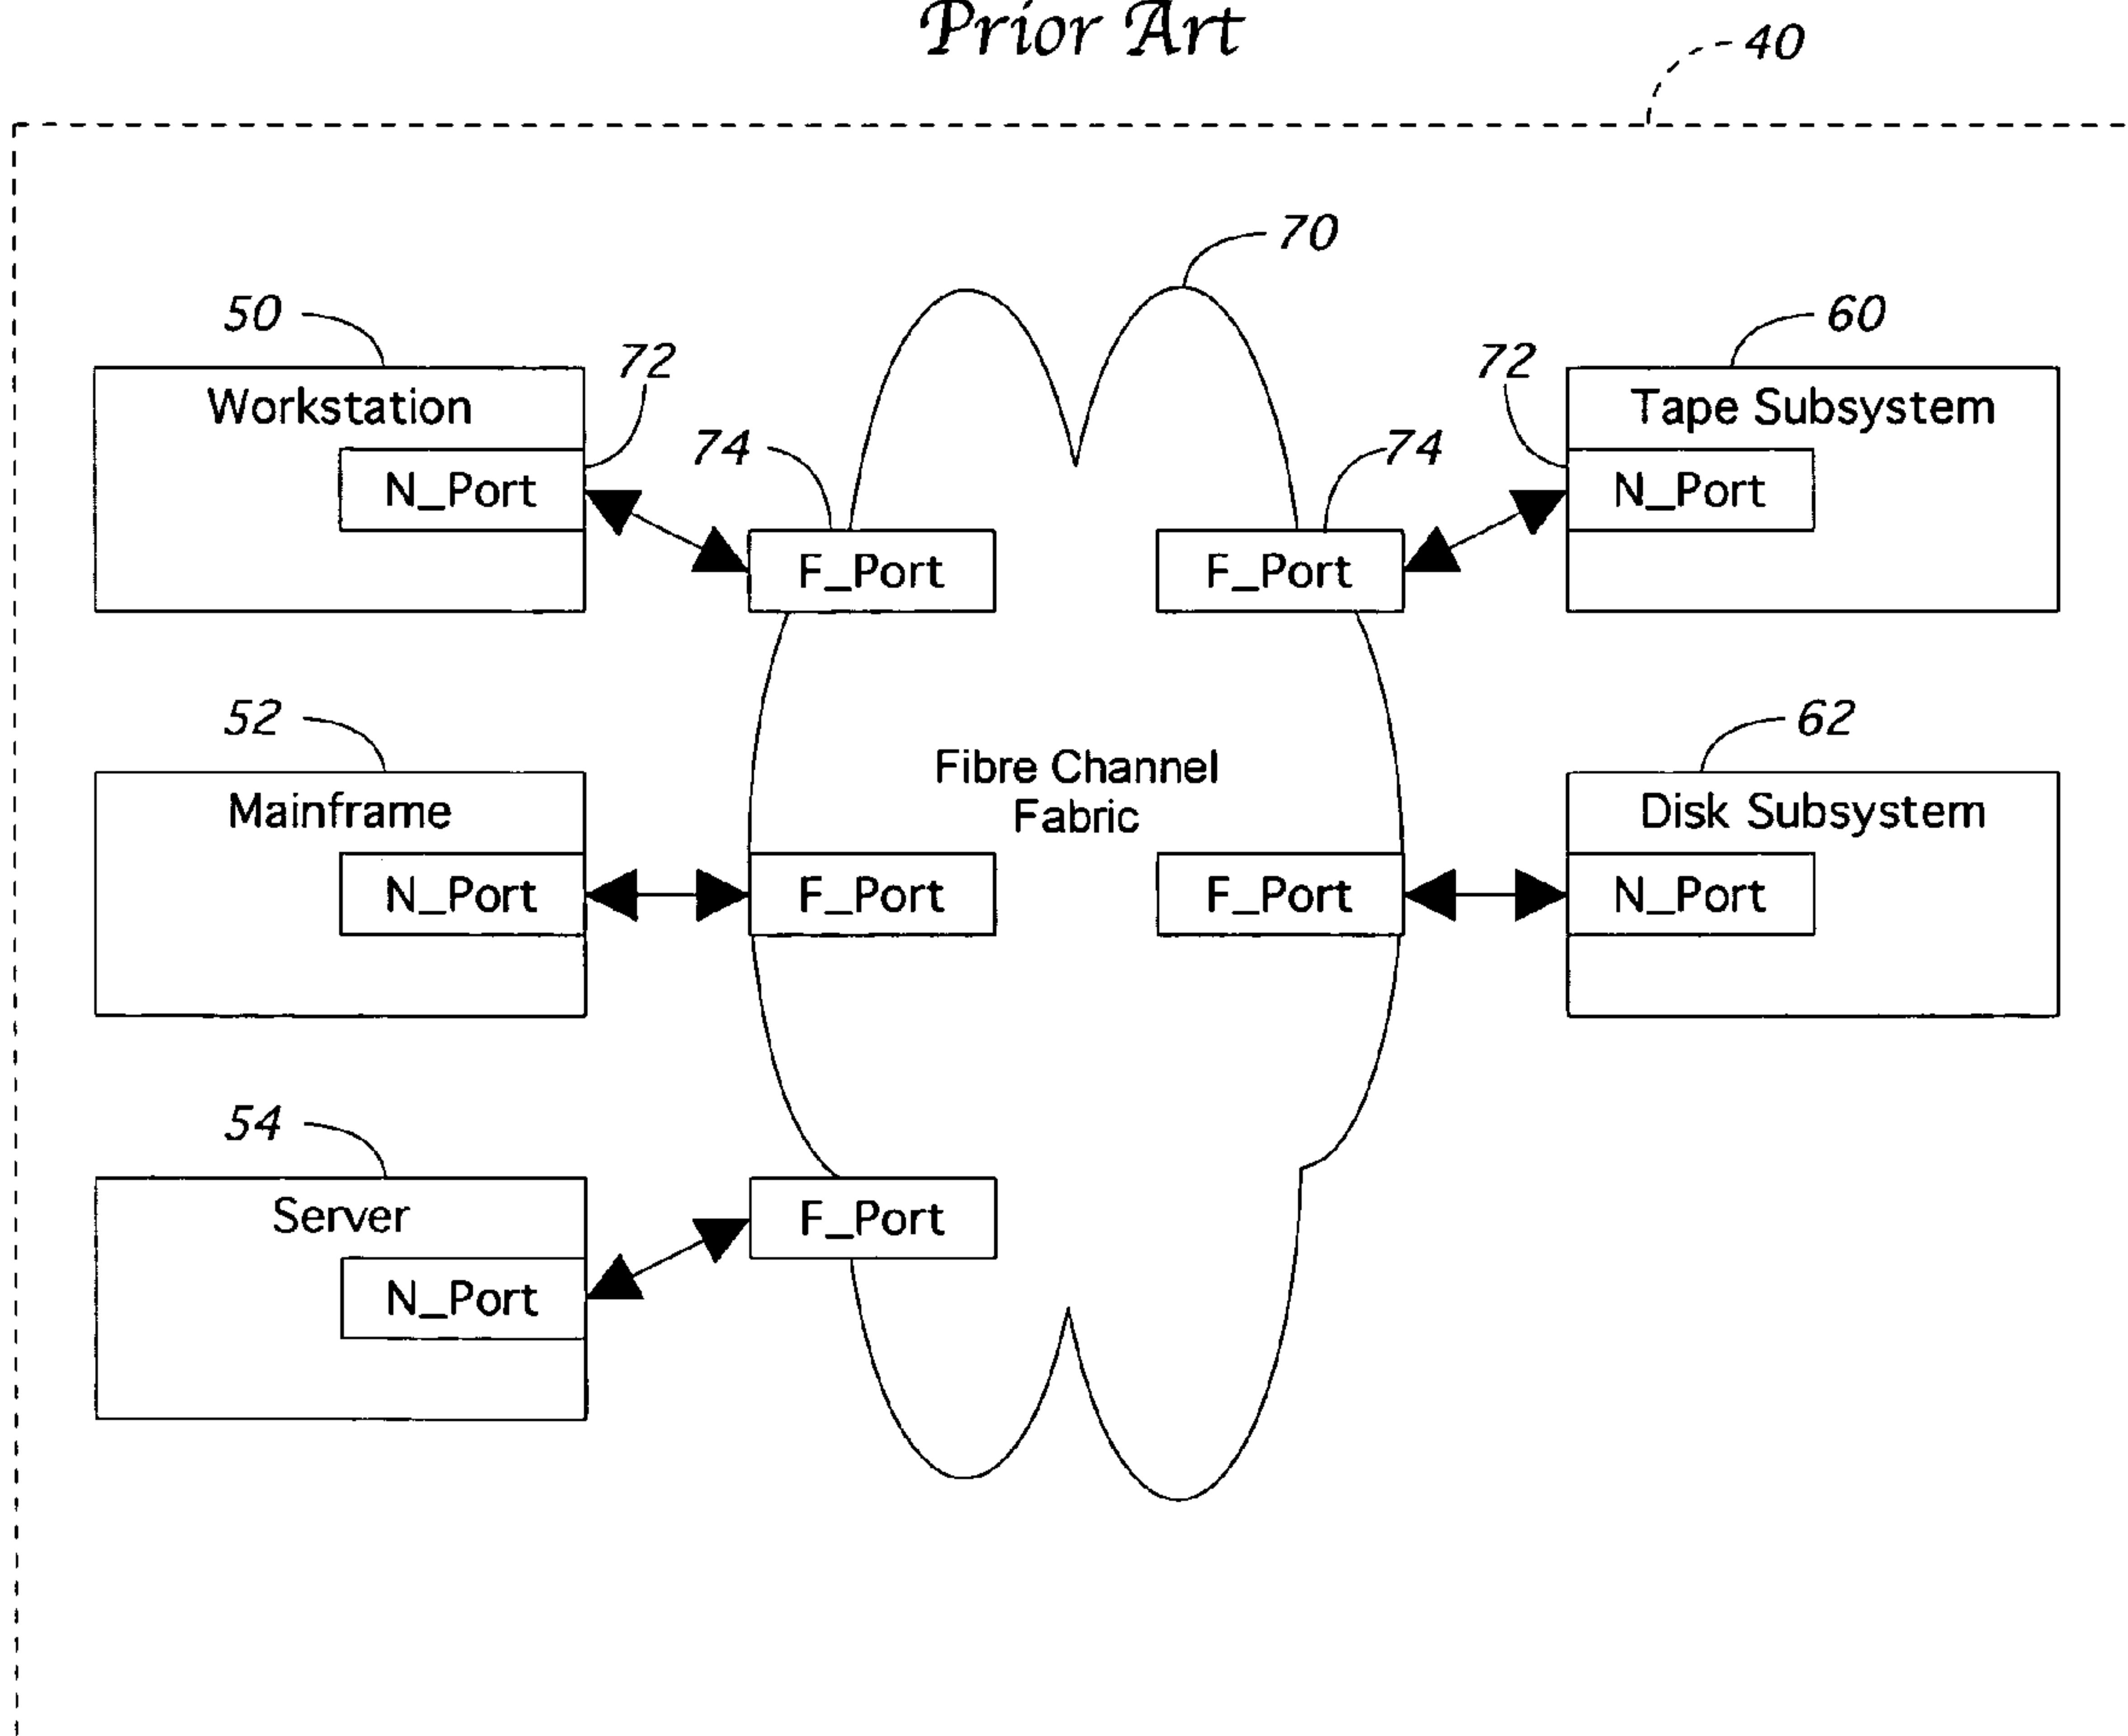 Prior Art
40
70
50
60
72
72
Workstation
Tape Subsystem
74
74
N_Port
N_Port
F_Port
F_Port
52
62
Fibre Channel
Fabric
Mainframe
Disk Subsystem
N_Port
F_Port
F_Port
N_Port
54
Server
F_Port
N_Port